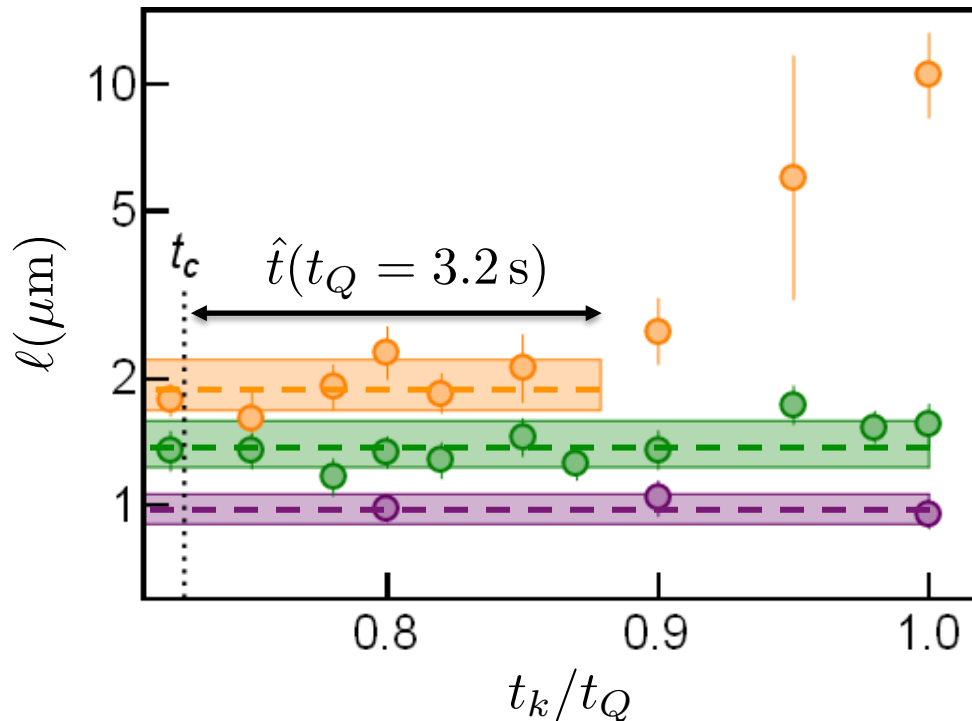 10
5
2
1
ℓ(μm)
t_c
t̂(t_Q = 3.2 s)
0.8 0.9 1.0
t_k/t_Q